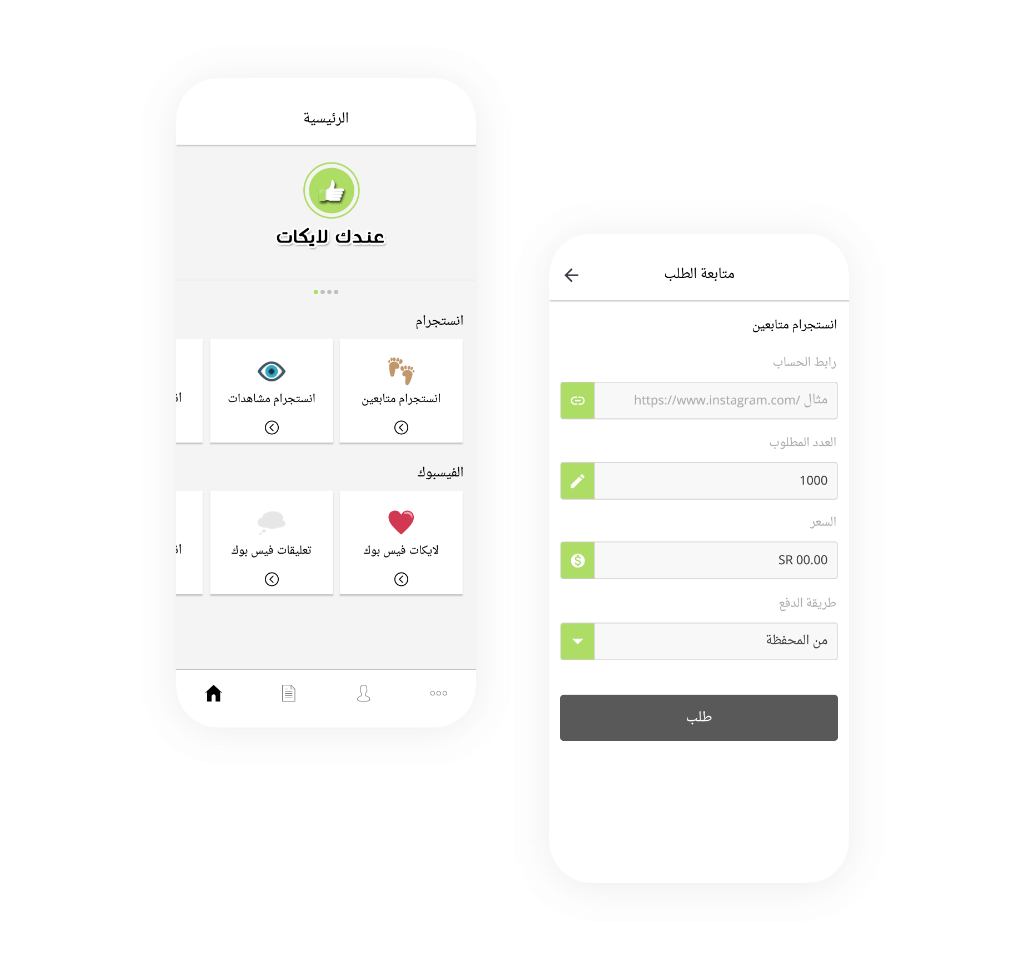 الرئيسية
عندك لايكات
انستجرام
انستجرام متابعين
انستجرام مشاهدات
الفيسبوك
لايكات فيس بوك
تعليقات فيس بوك
متابعة الطلب
انستجرام متابعين
رابط الحساب
مثال /https://www.instagram.com
العدد المطلوب
1000
السعر
SR 00.00
طريقة الدفع
من المحفظة
طلب